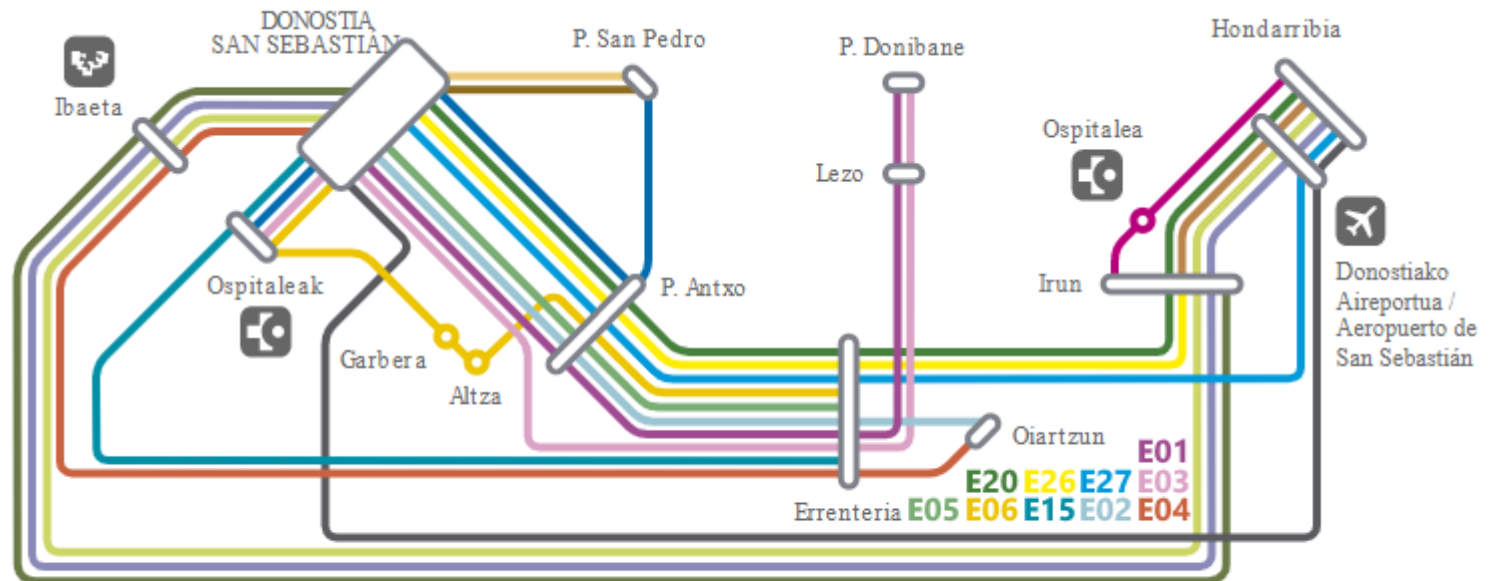 DONOSTIA
SAN SEBASTIÁN
P. San Pedro
P. Donibane
Hondarribia
Ibaeta
Ospitalea
Lezo
Ospitaleak
P. Antxo
Irun
Donostiako
Aireportua /
Aeropuerto de
San Sebastián
Garbera
Altza
Oiartzun
E01
E20 E26 E27 E03
Errenteria E05 E06 E15 E02 E04